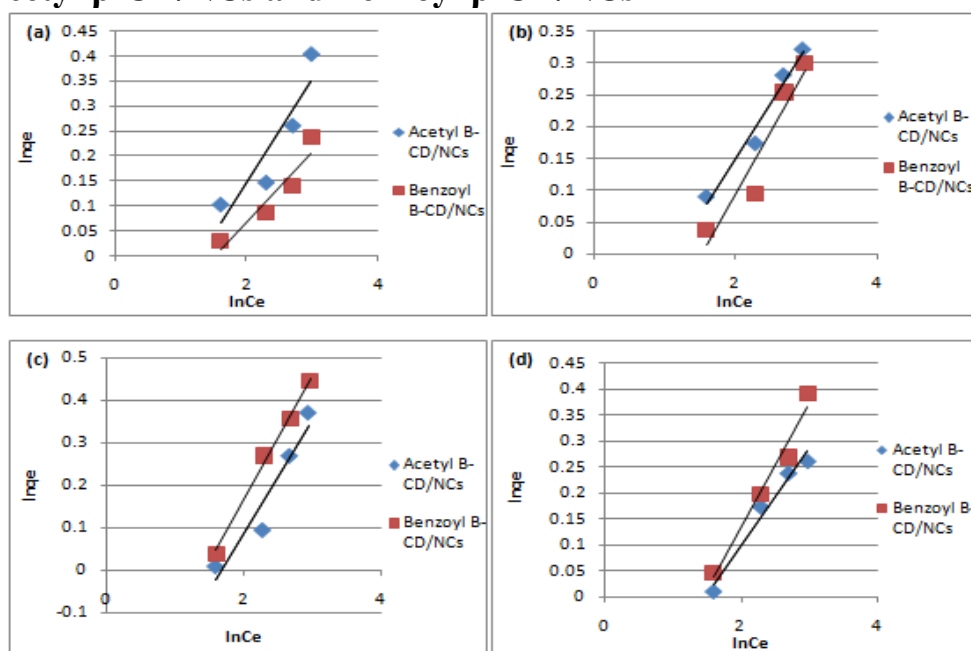 (a)
0.45
0.4
0.35
0.3
0.25
0.2
0.15
0.1
0.05
0
0 2 4
lnqe
lnCe
Acetyl B-
CD/NCs
Benzoyl
B-CD/NCs
(b)
0.35
0.3
0.25
0.2
0.15
0.1
0.05
0
0 2 4
lnqe
lnCe
Acetyl B-
CD/NCs
Benzoyl
B-CD/NCs
(c)
0.5
0.4
0.3
0.2
0.1
0
-0.1
0 2 4
lnqe
lnCe
Acetyl B-
CD/NCs
Benzoyl B-
CD/NCs
(d)
0.45
0.4
0.35
0.3
0.25
0.2
0.15
0.1
0.05
0
0 2 4
lnqe
lnCe
Acetyl B-
CD/NCs
Benzoyl B-
CD/NCs